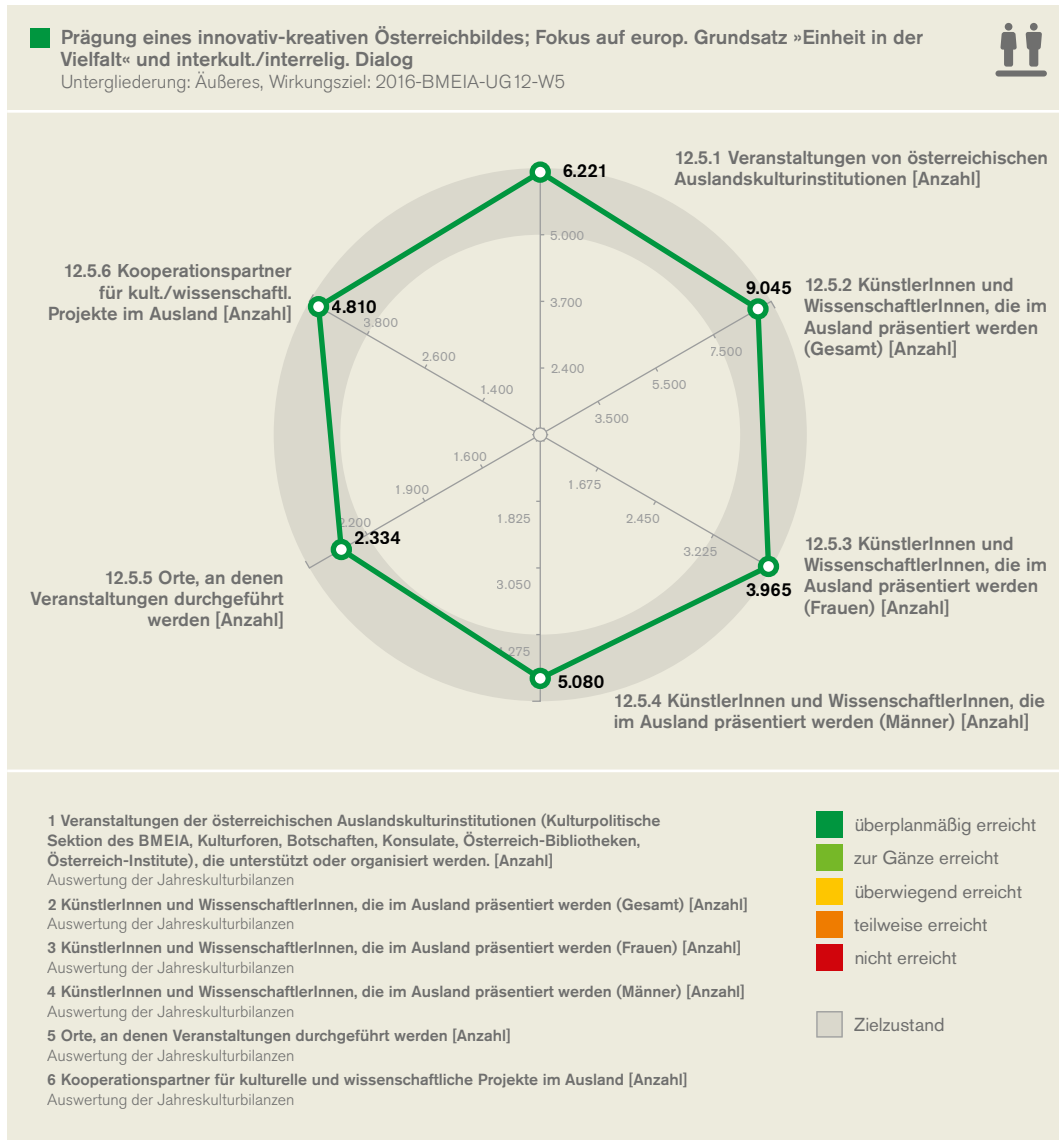 Prägung eines innovativ-kreativen Österreichbildes; Fokus auf europ. Grundsatz »Einheit in der
Vielfalt« und interkult./interrelig. Dialog
Untergliederung: Äußeres, Wirkungsziel: 2016-BMEIA-UG12-W5
12.5.1 Veranstaltungen von österreichischen
Auslandskulturinstitutionen [Anzahl]
6.221
5.000
3.700
2.400
12.5.2 KünstlerInnen und
WissenschaftlerInnen, die im
Ausland präsentiert werden
(Gesamt) [Anzahl]
9.045
7.500
5.500
3.500
12.5.3 KünstlerInnen und
WissenschaftlerInnen, die im
Ausland präsentiert werden
(Frauen) [Anzahl]
3.965
3.225
2.450
1.675
12.5.4 KünstlerInnen und WissenschaftlerInnen, die
im Ausland präsentiert werden (Männer) [Anzahl]
5.080
1.825
3.050
12.5.5 Orte, an denen
Veranstaltungen durchgeführt
werden [Anzahl]
2.334
2.200
1.900
1.600
12.5.6 Kooperationspartner
für kult./wissenschaftl.
Projekte im Ausland [Anzahl]
4.810
3.800
2.600
1.400
1 Veranstaltungen der österreichischen Auslandskulturinstitutionen (Kulturpolitische
Sektion des BMEIA, Kulturforen, Botschaften, Konsulate, Österreich-Bibliotheken,
Österreich-Institute), die unterstützt oder organisiert werden. [Anzahl]
Auswertung der Jahreskulturbilanzen
2 KünstlerInnen und WissenschaftlerInnen, die im Ausland präsentiert werden (Gesamt) [Anzahl]
Auswertung der Jahreskulturbilanzen
3 KünstlerInnen und WissenschaftlerInnen, die im Ausland präsentiert werden (Frauen) [Anzahl]
Auswertung der Jahreskulturbilanzen
4 KünstlerInnen und WissenschaftlerInnen, die im Ausland präsentiert werden (Männer) [Anzahl]
Auswertung der Jahreskulturbilanzen
5 Orte, an denen Veranstaltungen durchgeführt werden [Anzahl]
Auswertung der Jahreskulturbilanzen
6 Kooperationspartner für kulturelle und wissenschaftliche Projekte im Ausland [Anzahl]
Auswertung der Jahreskulturbilanzen
überplanmäßig erreicht
zur Gänze erreicht
überwiegend erreicht
teilweise erreicht
nicht erreicht
Zielzustand